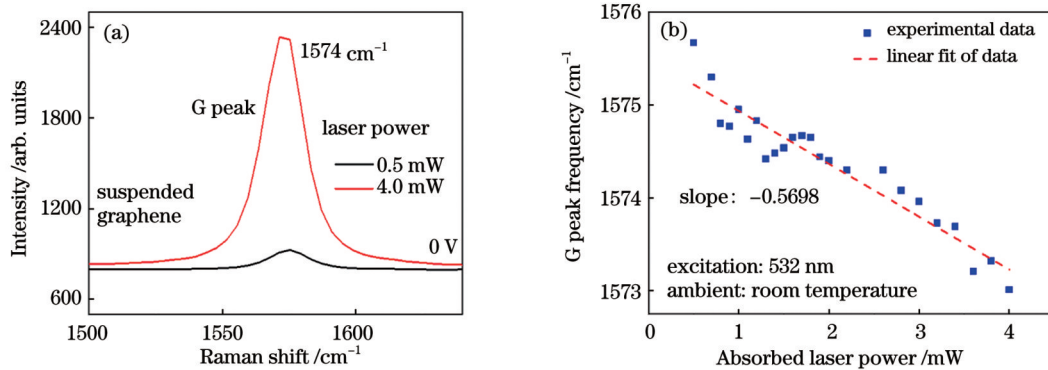 (a)
2400
1800
1200
600
Intensity /arb. units
1574 cm⁻¹
G peak
laser power
0.5 mW
4.0 mW
suspended
graphene
0 V
1500
1550
1600
Raman shift /cm⁻¹
(b)
1576
1575
1574
1573
G peak frequency /cm⁻¹
experimental data
linear fit of data
slope: −0.5698
excitation: 532 nm
ambient: room temperature
0
1
2
3
4
Absorbed laser power /mW